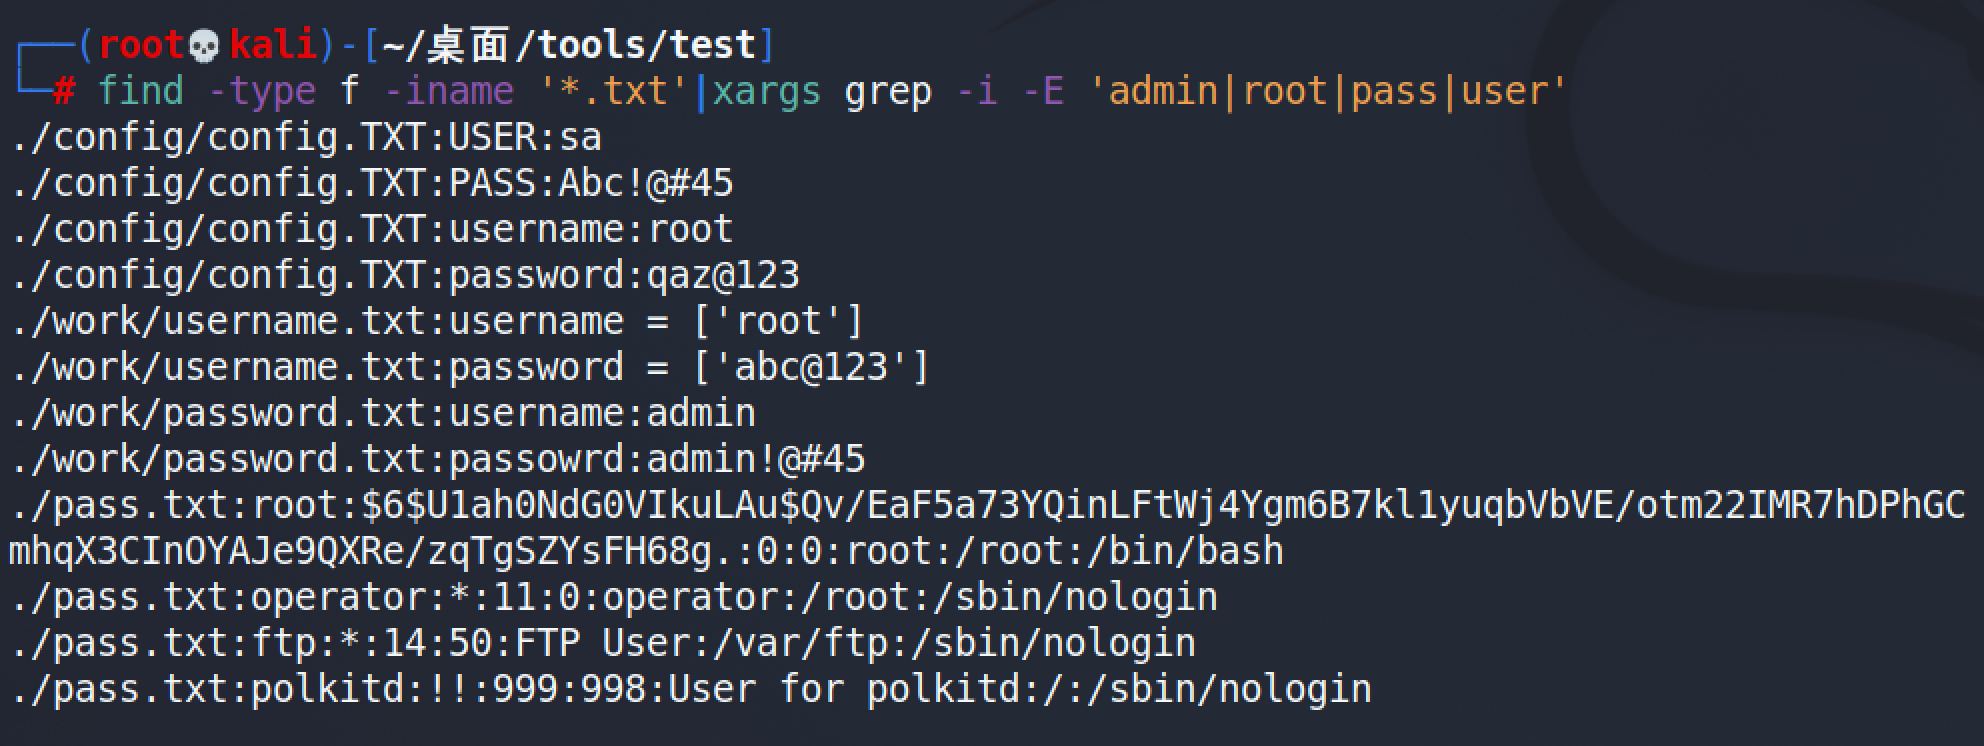 ┌──(root💀kali)-[~/桌面/tools/test]
└─# find -type f -iname '*.txt'|xargs grep -i -E 'admin|root|pass|user'
./config/config.TXT:USER:sa
./config/config.TXT:PASS:Abc!@#45
./config/config.TXT:username:root
./config/config.TXT:password:qaz@123
./work/username.txt:username = ['root']
./work/username.txt:password = ['abc@123']
./work/password.txt:username:admin
./work/password.txt:passowrd:admin!@#45
./pass.txt:root:$6$U1ah0NdG0VIkuLAu$Qv/EaF5a73YQinLFtWj4Ygm6B7kl1yuqbVbVE/otm22IMR7hDPhGC
mhqX3CInOYAJe9QXRe/zqTgSZYsFH68g.:0:0:root:/root:/bin/bash
./pass.txt:operator:*:11:0:operator:/root:/sbin/nologin
./pass.txt:ftp:*:14:50:FTP User:/var/ftp:/sbin/nologin
./pass.txt:polkitd:!!:999:998:User for polkitd:/:/sbin/nologin